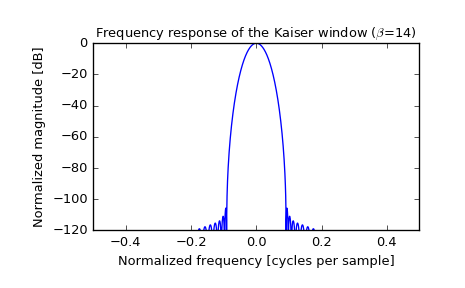 Frequency response of the Kaiser window (β=14)
Normalized magnitude [dB]
0
−20
−40
−60
−80
−100
−120
−0.4 −0.2 0.0 0.2 0.4
Normalized frequency [cycles per sample]